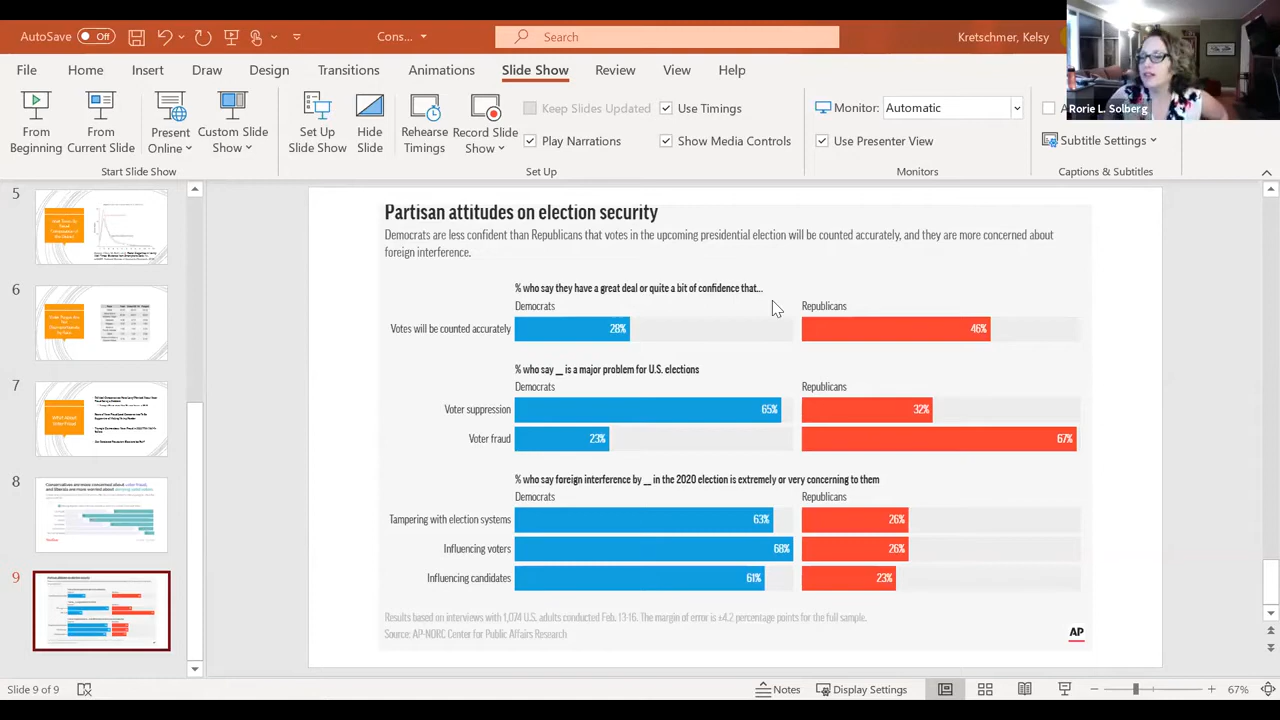 AutoSave Off Cons... Search Kretschmer, Kelsy
Rorie L. Solberg
File Home Insert Draw Design Transitions Animations Slide Show Review View Help
From Beginning
From Current Slide
Present Online
Custom Slide Show
Start Slide Show
Set Up Slide Show
Hide Slide
Rehearse Timings
Record Slide Show
Keep Slides Updated
Play Narrations
Use Timings
Show Media Controls
Set Up
Monitor: Automatic
Use Presenter View
Monitors
Subtitle Settings
Captions & Subtitles
5
6
7
What About Voter Fraud
8
9
Partisan attitudes on election security
Democrats are less confident than Republicans that votes in the upcoming presidential election will be counted accurately, and they are more concerned about
foreign interference.
% who say they have a great deal or quite a bit of confidence that...
Democrats Republicans
Votes will be counted accurately 28% 46%
% who say __ is a major problem for U.S. elections
Democrats Republicans
Voter suppression 65% 32%
Voter fraud 23% 67%
% who say foreign interference by __ in the 2020 election is extremely or very concerning to them
Democrats Republicans
Tampering with election systems 63% 26%
Influencing voters 68% 26%
Influencing candidates 61% 23%
Results based on interviews with 1,074 U.S. adults conducted Feb. 13-16. The margin of error is ±4.2 percentage points for the full sample.
Source: AP-NORC Center for Public Affairs Research
AP
Slide 9 of 9 Notes Display Settings 67%